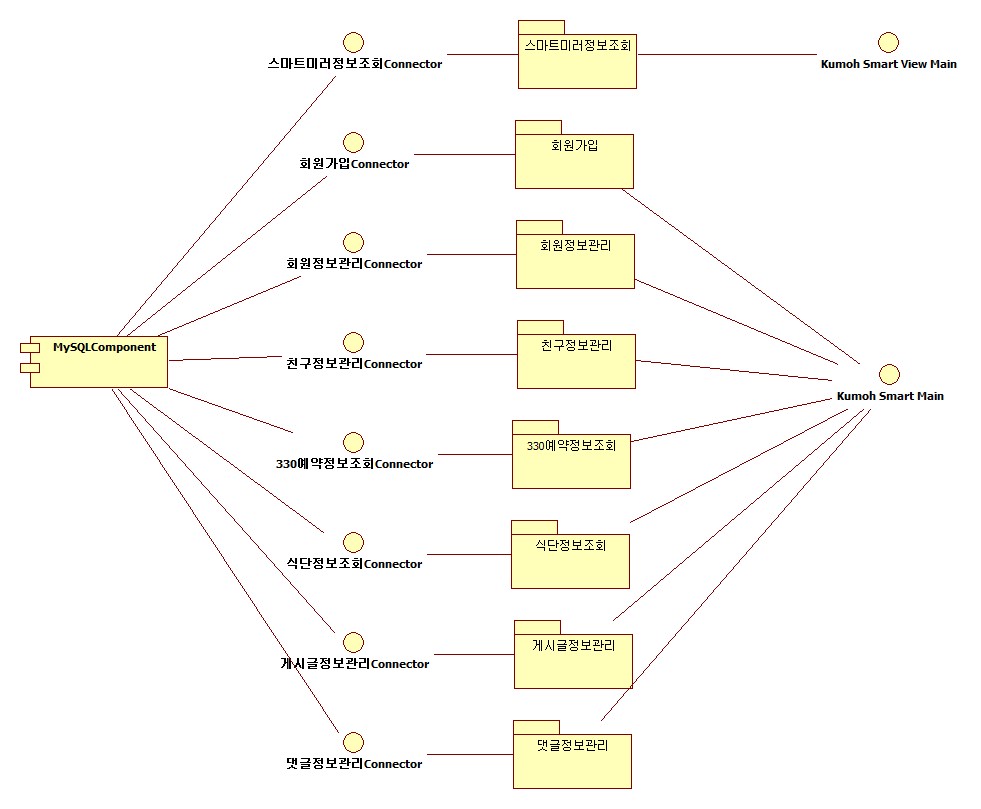 스마트미러정보조회Connector
스마트미러정보조회
Kumoh Smart View Main
회원가입Connector
회원가입
회원정보관리Connector
회원정보관리
MySQLComponent
친구정보관리Connector
친구정보관리
Kumoh Smart Main
330예약정보조회Connector
330예약정보조회
식단정보조회Connector
식단정보조회
게시글정보관리Connector
게시글정보관리
댓글정보관리Connector
댓글정보관리